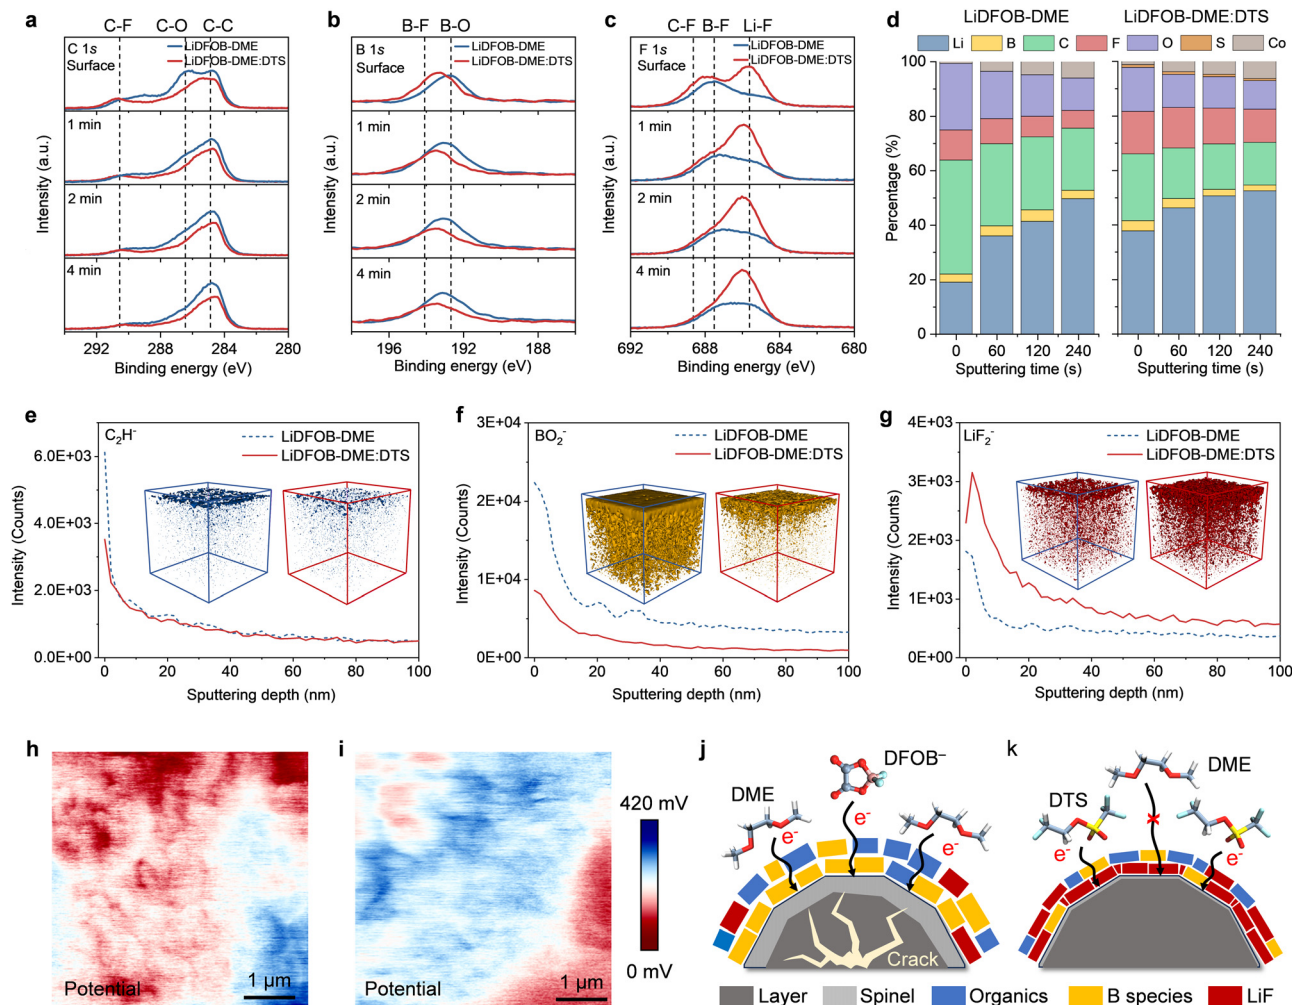 a
C-F
C-O
C-C
C 1s
Surface
LiDFOB-DME
LiDFOB-DME:DTS
1 min
2 min
4 min
Intensity (a.u.)
292
288
284
280
Binding energy (eV)
b
B-F
B-O
B 1s
Surface
LiDFOB-DME
LiDFOB-DME:DTS
1 min
2 min
4 min
Intensity (a.u.)
196
192
188
Binding energy (eV)
c
C-F
B-F
Li-F
F 1s
Surface
LiDFOB-DME
LiDFOB-DME:DTS
1 min
2 min
4 min
Intensity (a.u.)
692
688
684
680
Binding energy (eV)
d
LiDFOB-DME
LiDFOB-DME:DTS
Li
B
C
F
O
S
Co
100
80
60
40
20
0
Percentage (%)
0
60
120
240
Sputtering time (s)
0
60
120
240
Sputtering time (s)
e
C₂H⁻
LiDFOB-DME
LiDFOB-DME:DTS
6.0E+03
4.0E+03
2.0E+03
0.0E+03
Intensity (Counts)
0
20
40
60
80
100
Sputtering depth (nm)
f
BO₂⁻
LiDFOB-DME
LiDFOB-DME:DTS
3E+04
2E+04
1E+04
0E+00
Intensity (Counts)
0
20
40
60
80
100
Sputtering depth (nm)
g
LiF₂⁻
LiDFOB-DME
LiDFOB-DME:DTS
4E+03
3E+03
2E+03
1E+03
0E+00
Intensity (Counts)
0
20
40
60
80
100
Sputtering depth (nm)
h
Potential
1 μm
i
Potential
1 μm
420 mV
0 mV
j
DFOB⁻
DME
e⁻
e⁻
e⁻
Crack
k
DME
DTS
e⁻
e⁻
Layer
Spinel
Organics
B species
LiF